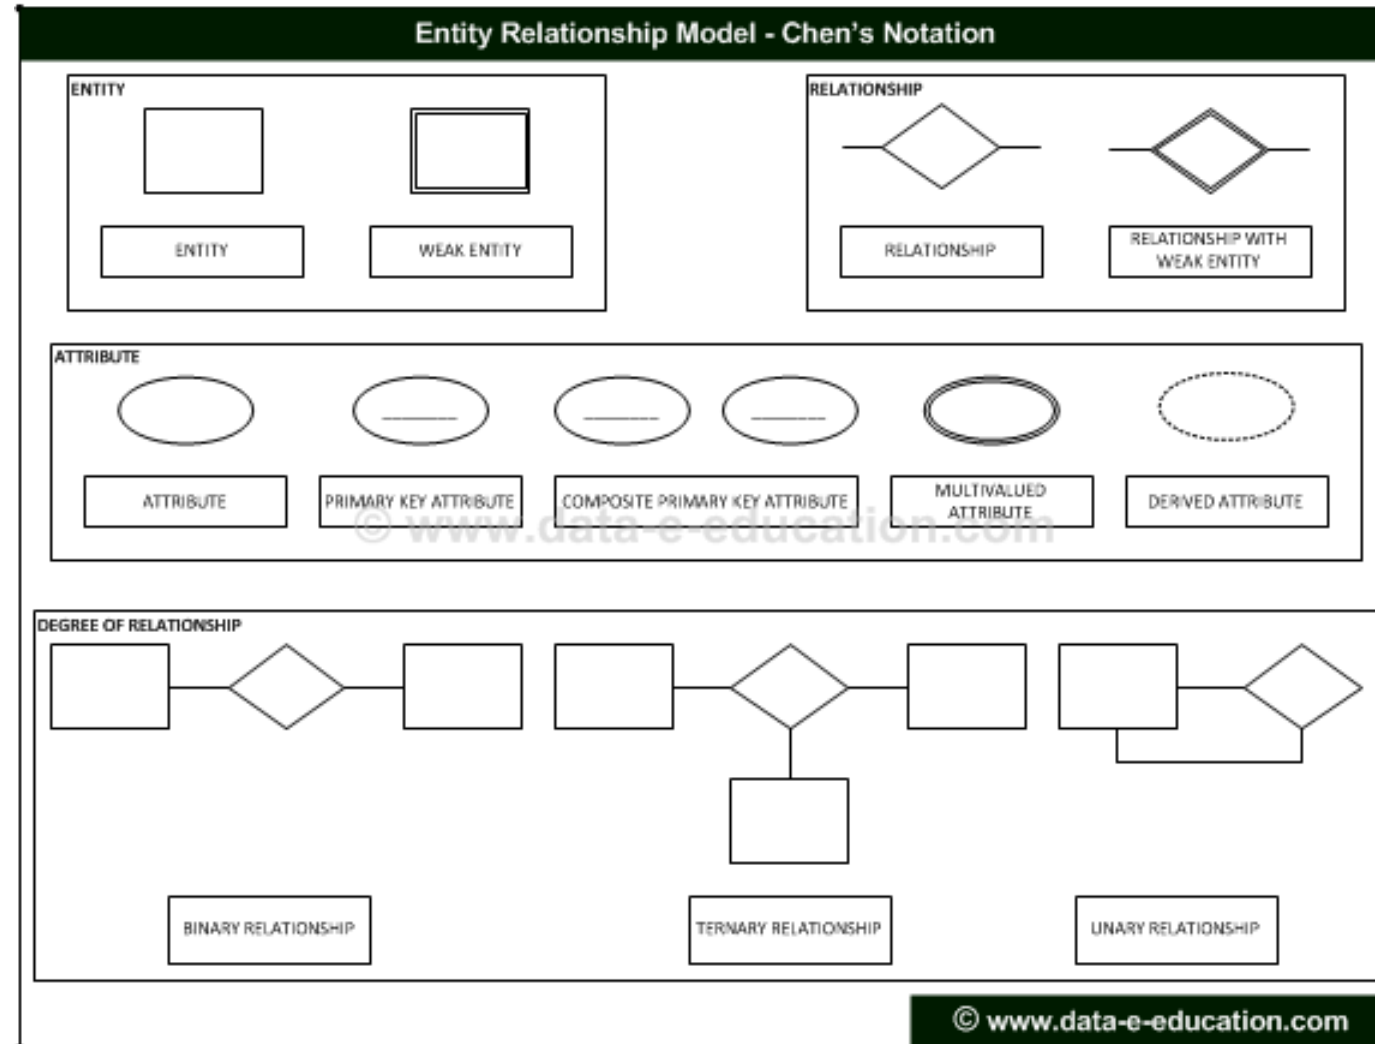 Entity Relationship Model - Chen's Notation
ENTITY
ENTITY
WEAK ENTITY
RELATIONSHIP
RELATIONSHIP
RELATIONSHIP WITH
WEAK ENTITY
ATTRIBUTE
ATTRIBUTE
PRIMARY KEY ATTRIBUTE
COMPOSITE PRIMARY KEY ATTRIBUTE
MULTIVALUED
ATTRIBUTE
DERIVED ATTRIBUTE
© www.data-e-education.com
DEGREE OF RELATIONSHIP
BINARY RELATIONSHIP
TERNARY RELATIONSHIP
UNARY RELATIONSHIP
© www.data-e-education.com